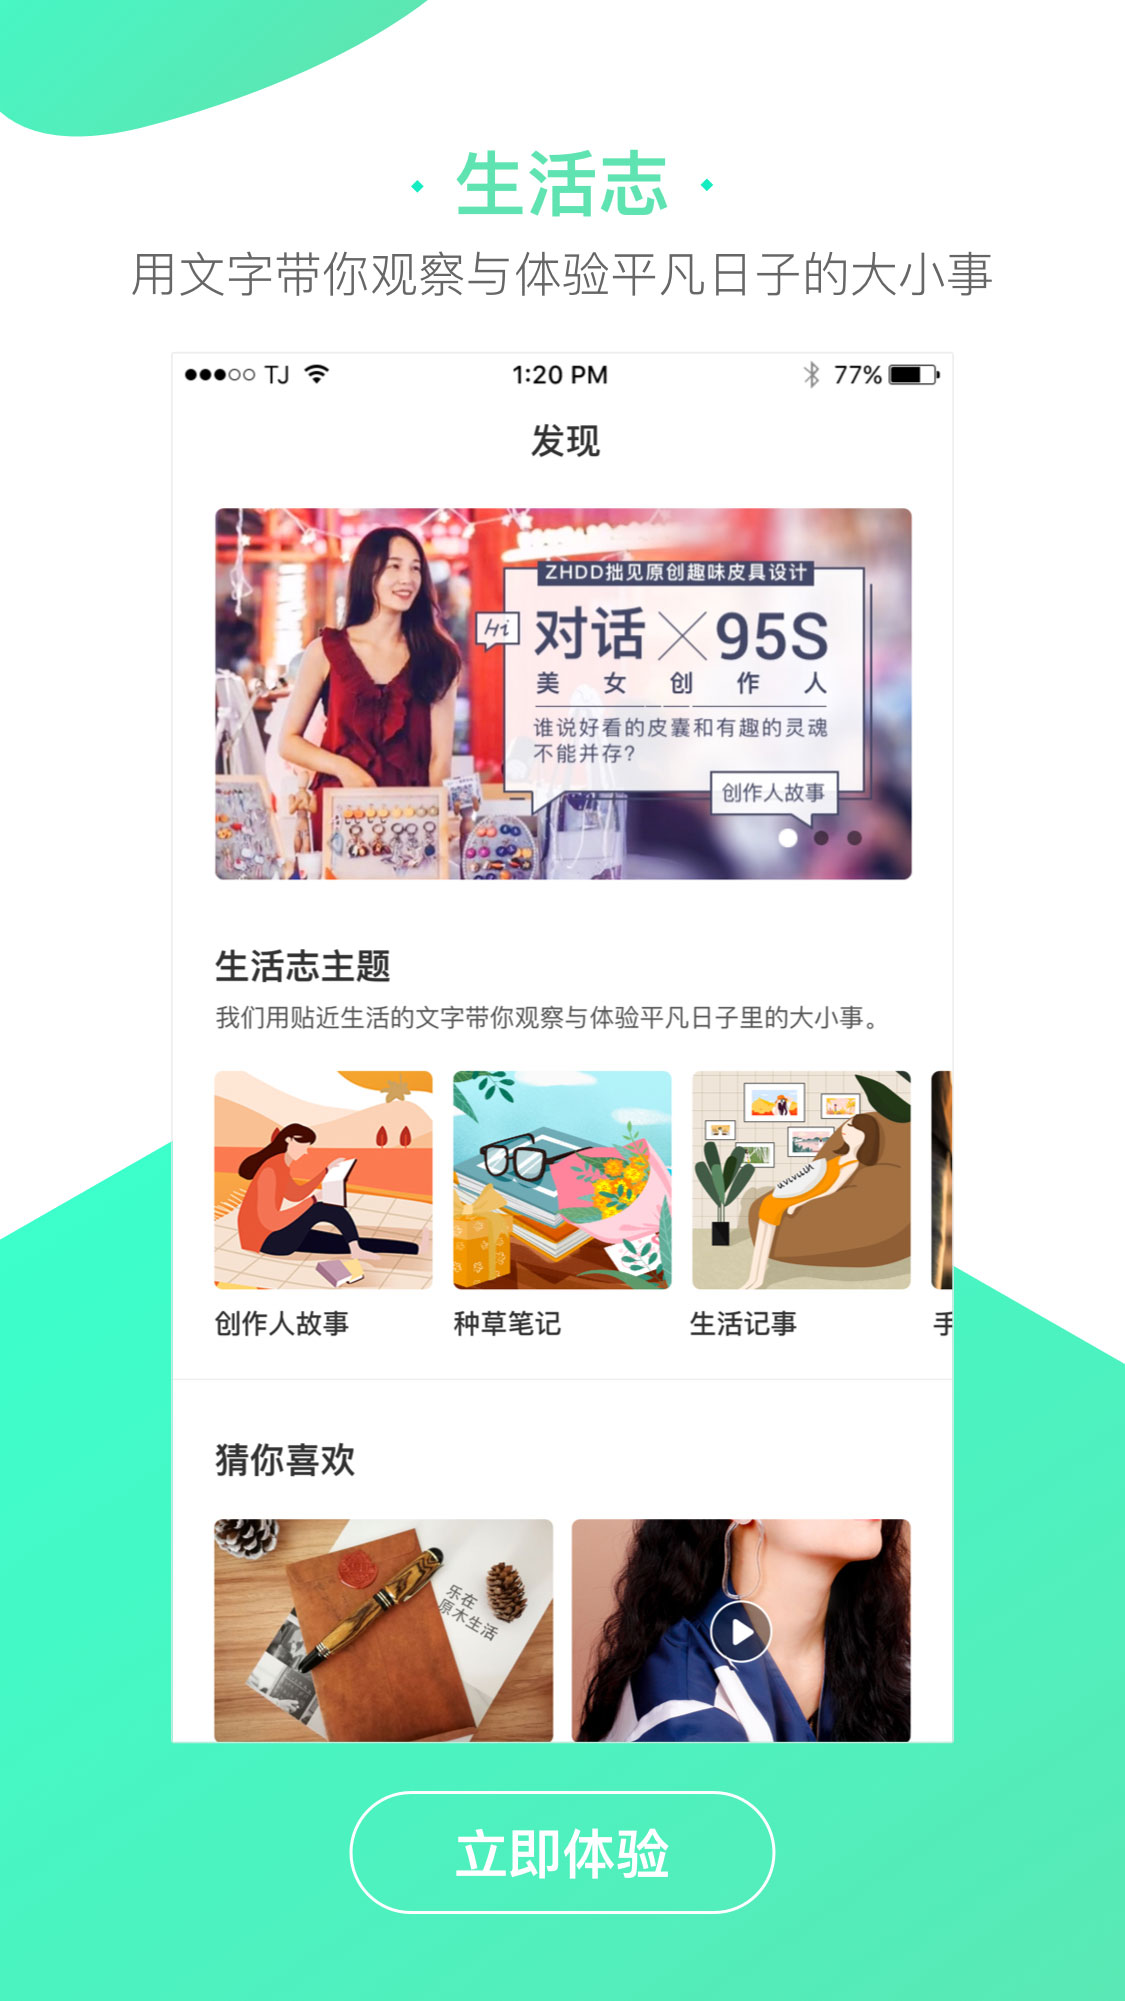 生活志
用文字带你观察与体验平凡日子的大小事
TJ 1:20 PM 77%
发现
ZHDD拙见原创趣味皮具设计
Hi
对话×95S
美女创作人
谁说好看的皮囊和有趣的灵魂
不能并存?
创作人故事
生活志主题
我们用贴近生活的文字带你观察与体验平凡日子里的大小事。
创作人故事 种草笔记 生活记事 手
猜你喜欢
乐在
原木生活
立即体验